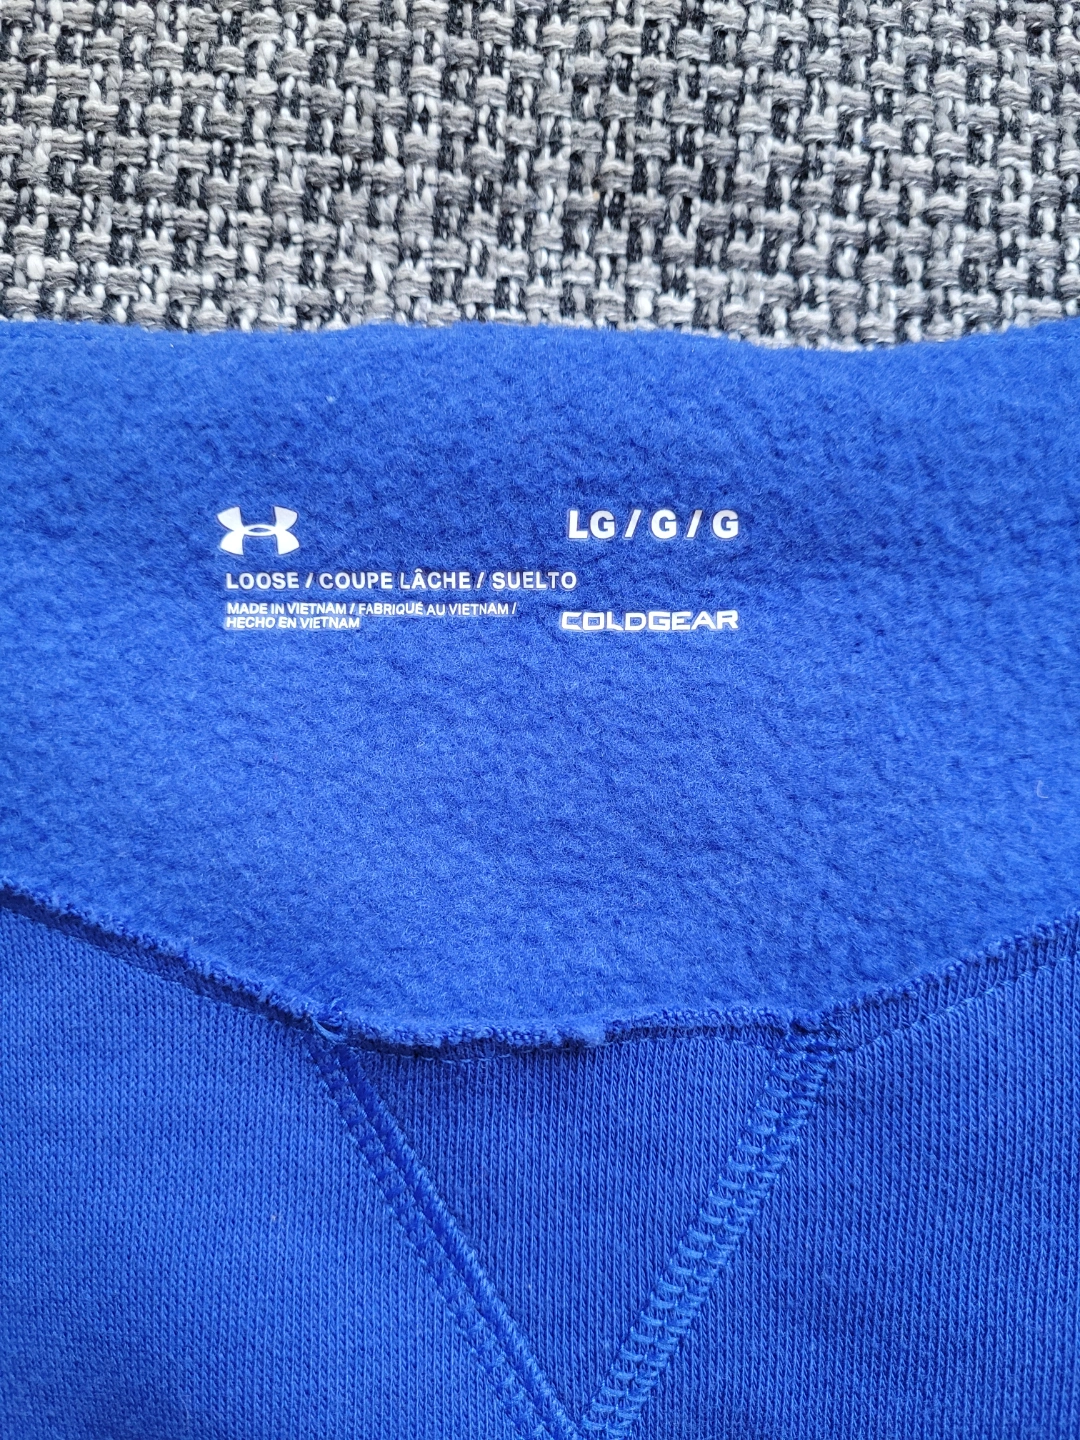 LG / G / G
LOOSE / COUPE LÂCHE / SUELTO
MADE IN VIETNAM / FABRIQUÉ AU VIETNAM /
HECHO EN VIETNAM
COLDGEAR